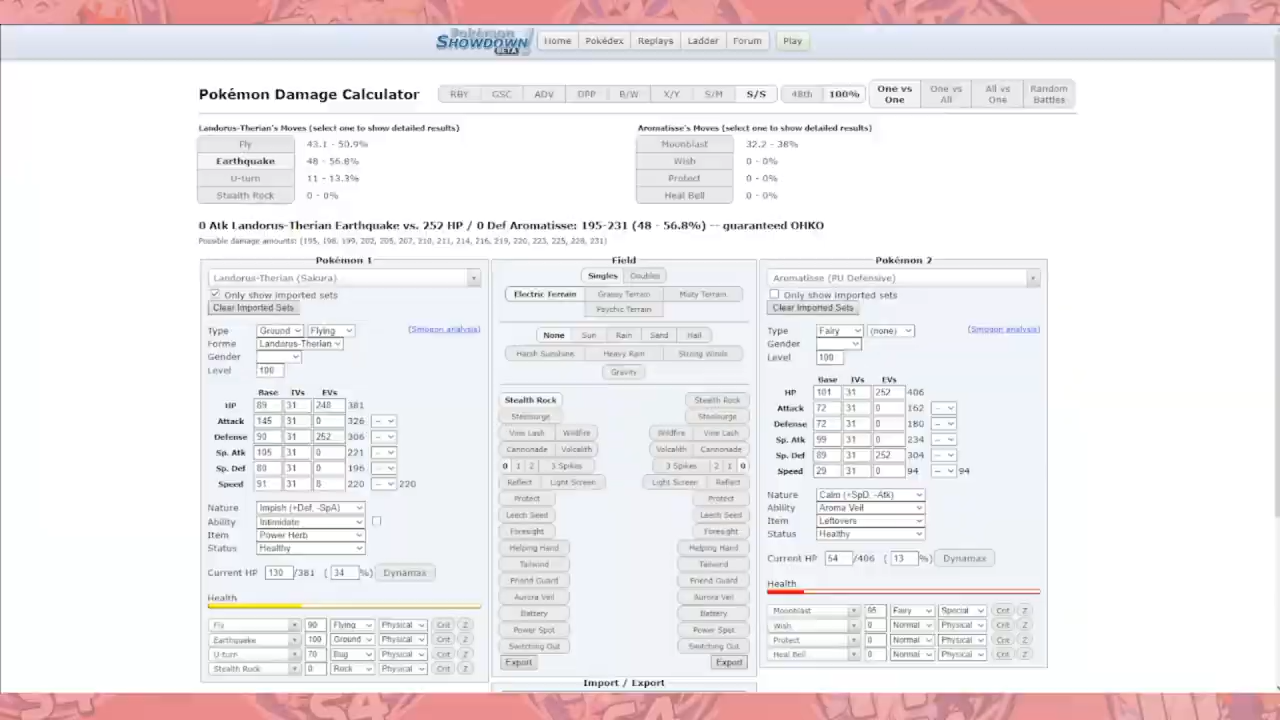 Pokémon
SHOWDOWN
BETA
Home Pokédex Replays Ladder Forum Play
Pokémon Damage Calculator RBY GSC ADV DPP B/W X/Y S/M S/S 48th 100% One vs One One vs All All vs One Random Battles
Landorus-Therian's Moves (select one to show detailed results) Aromatisse's Moves (select one to show detailed results)
Fly 43.1 - 50.9% Moonblast 32.2 - 38%
Earthquake 48 - 56.8% Wish 0 - 0%
U-turn 11 - 13.3% Protect 0 - 0%
Stealth Rock 0 - 0% Heal Bell 0 - 0%
0 Atk Landorus-Therian Earthquake vs. 252 HP / 0 Def Aromatisse: 195-231 (48 - 56.8%) -- guaranteed OHKO
Possible damage amounts: (195, 198, 199, 202, 205, 207, 210, 211, 214, 216, 219, 220, 223, 225, 228, 231)
Pokémon 1
Landorus-Therian (Sakura)
Only show imported sets
Clear Imported Sets
Type Ground Flying (Smogon analysis)
Forme Landorus-Therian
Gender
Level 100
Base IVs EVs
HP 89 31 248 381
Attack 145 31 0 326 --
Defense 90 31 252 306 --
Sp. Atk 105 31 0 221 --
Sp. Def 80 31 0 196 --
Speed 91 31 8 220 -- 220
Nature Impish (+Def, -SpA)
Ability Intimidate
Item Power Herb
Status Healthy
Current HP 130 /381 ( 34 %) Dynamax
Health
Fly 90 Flying Physical Crit Z
Earthquake 100 Ground Physical Crit Z
U-turn 70 Bug Physical Crit Z
Stealth Rock 0 Rock Physical Crit Z
Field
Singles Doubles
Electric Terrain Grassy Terrain Misty Terrain
Psychic Terrain
None Sun Rain Sand Hail
Harsh Sunshine Heavy Rain Strong Winds
Gravity
Stealth Rock Stealth Rock
Steelsurge Steelsurge
Vine Lash Wildfire Wildfire Vine Lash
Cannonade Volcalith Volcalith Cannonade
0 1 2 3 Spikes 3 Spikes 2 1 0
Reflect Light Screen Light Screen Reflect
Protect Protect
Leech Seed Leech Seed
Foresight Foresight
Helping Hand Helping Hand
Tailwind Tailwind
Friend Guard Friend Guard
Aurora Veil Aurora Veil
Battery Battery
Power Spot Power Spot
Switching Out Switching Out
Export Export
Import / Export
Pokémon 2
Aromatisse (PU Defensive)
Only show imported sets
Clear Imported Sets
Type Fairy (none) (Smogon analysis)
Gender
Level 100
Base IVs EVs
HP 101 31 252 406
Attack 72 31 0 162 --
Defense 72 31 0 180 --
Sp. Atk 99 31 0 234 --
Sp. Def 89 31 252 304 --
Speed 29 31 0 94 -- 94
Nature Calm (+SpD, -Atk)
Ability Aroma Veil
Item Leftovers
Status Healthy
Current HP 54 /406 ( 13 %) Dynamax
Health
Moonblast 95 Fairy Special Crit Z
Wish 0 Normal Physical Crit Z
Protect 0 Normal Physical Crit Z
Heal Bell 0 Normal Physical Crit Z